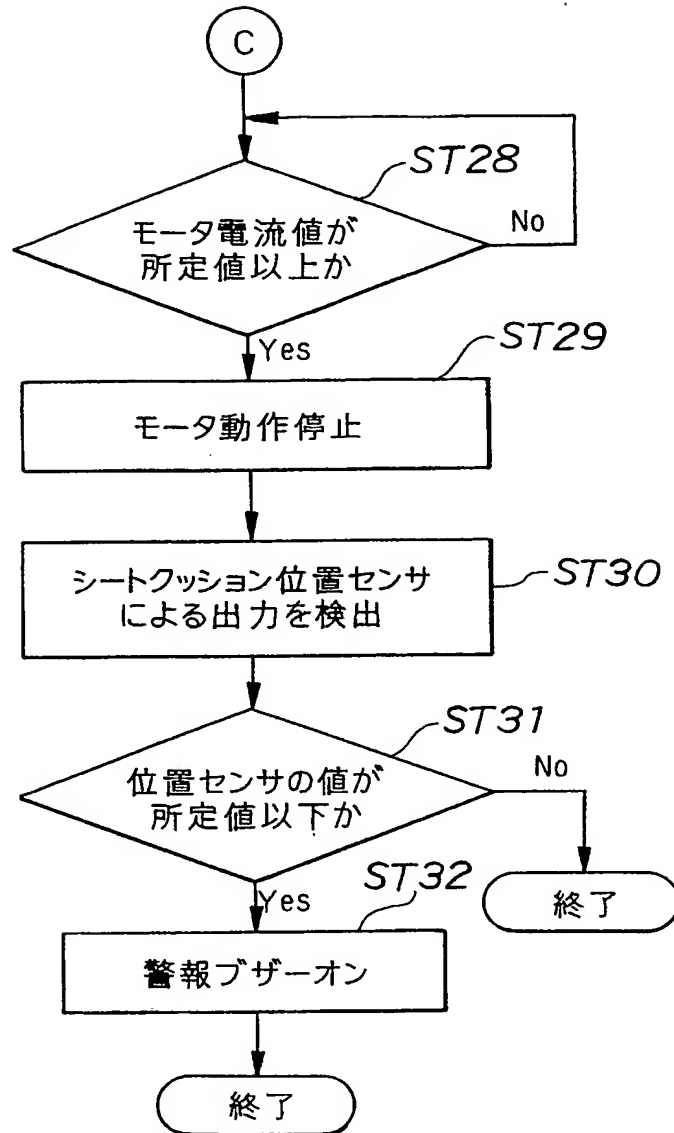 C
ST28
モータ電流値が
所定値以上か
No
Yes
ST29
モータ動作停止
シートクッション位置センサ
による出力を検出
ST30
ST31
位置センサの値が
所定値以下か
No
Yes
ST32
終了
警報ブザーオン
終了